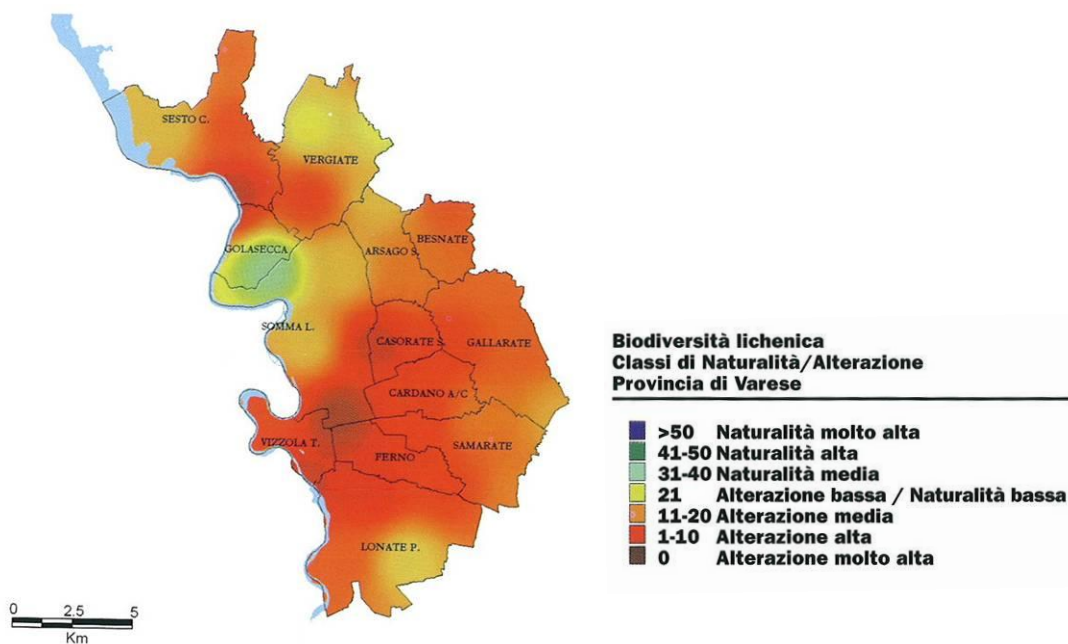 SESTO C.
VERGIATE
GOLASECCA
ARSAGO S.
BESNATE
SOMMA L.
CASORATE S.
GALLARATE
CARDANO A/C
VIZZOLA T.
FERNO
SAMARATE
LONATE P.
0 2.5 5
Km
Biodiversità lichenica
Classi di Naturalità/Alterazione
Provincia di Varese
>50 Naturalità molto alta
41-50 Naturalità alta
31-40 Naturalità media
21 Alterazione bassa / Naturalità bassa
11-20 Alterazione media
1-10 Alterazione alta
0 Alterazione molto alta